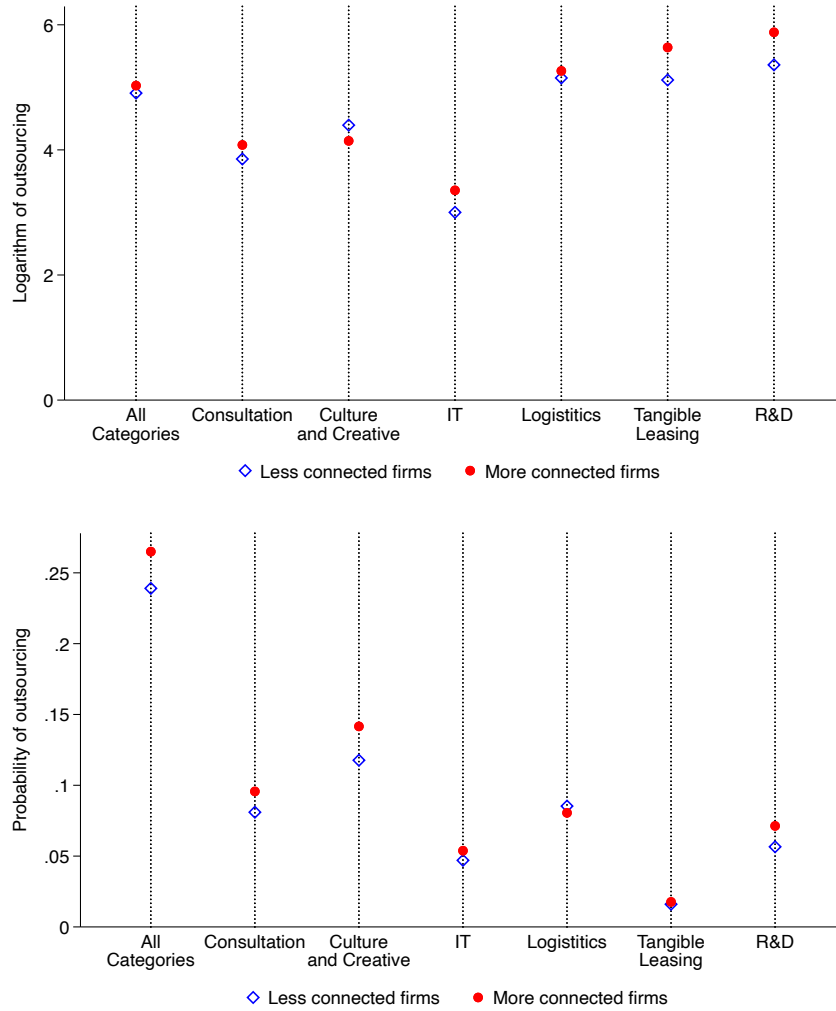 Logarithm of outsourcing
6
4
2
0
All
Categories
Consultation
Culture
and Creative
IT
Logistitics
Tangible
Leasing
R&D
Less connected firms
More connected firms
Probability of outsourcing
.25
.2
.15
.1
.05
0
All
Categories
Consultation
Culture
and Creative
IT
Logistitics
Tangible
Leasing
R&D
Less connected firms
More connected firms